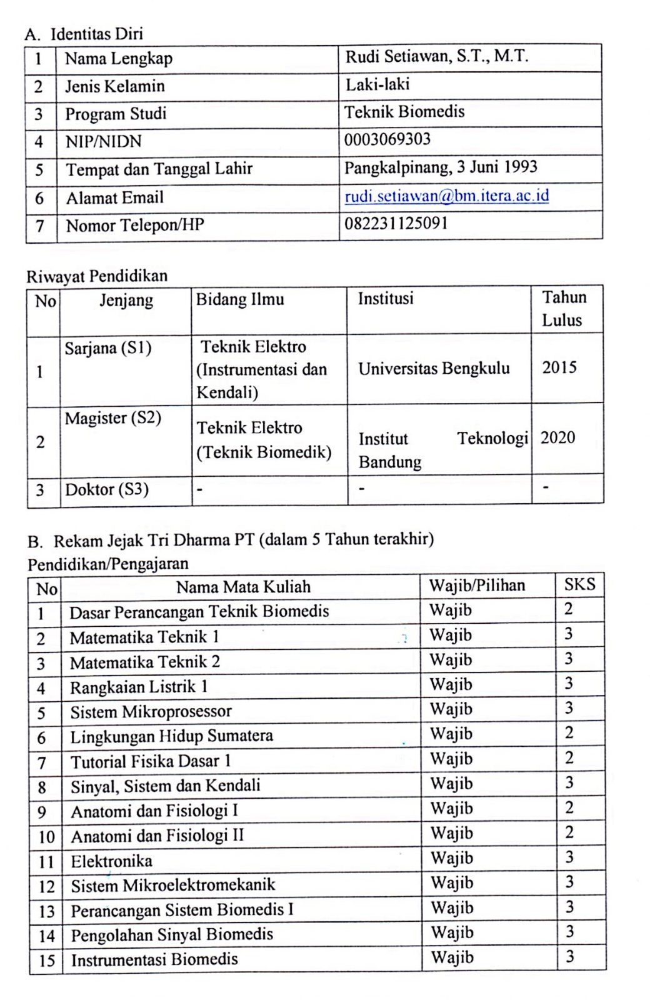 A. Identitas Diri
1 Nama Lengkap Rudi Setiawan, S.T., M.T.
2 Jenis Kelamin Laki-laki
3 Program Studi Teknik Biomedis
4 NIP/NIDN 0003069303
5 Tempat dan Tanggal Lahir Pangkalpinang, 3 Juni 1993
6 Alamat Email rudi.setiawan@bm.itera.ac.id
7 Nomor Telepon/HP 082231125091
Riwayat Pendidikan
No Jenjang Bidang Ilmu Institusi Tahun
Lulus
1 Sarjana (S1) Teknik Elektro
(Instrumentasi dan
Kendali) Universitas Bengkulu 2015
2 Magister (S2) Teknik Elektro
(Teknik Biomedik) Institut Teknologi
Bandung 2020
3 Doktor (S3) - - -
B. Rekam Jejak Tri Dharma PT (dalam 5 Tahun terakhir)
Pendidikan/Pengajaran
No Nama Mata Kuliah Wajib/Pilihan SKS
1 Dasar Perancangan Teknik Biomedis Wajib 2
2 Matematika Teknik 1 Wajib 3
3 Matematika Teknik 2 Wajib 3
4 Rangkaian Listrik 1 Wajib 3
5 Sistem Mikroprosessor Wajib 3
6 Lingkungan Hidup Sumatera Wajib 2
7 Tutorial Fisika Dasar 1 Wajib 2
8 Sinyal, Sistem dan Kendali Wajib 3
9 Anatomi dan Fisiologi I Wajib 2
10 Anatomi dan Fisiologi II Wajib 2
11 Elektronika Wajib 3
12 Sistem Mikroelektromekanik Wajib 3
13 Perancangan Sistem Biomedis I Wajib 3
14 Pengolahan Sinyal Biomedis Wajib 3
15 Instrumentasi Biomedis Wajib 3